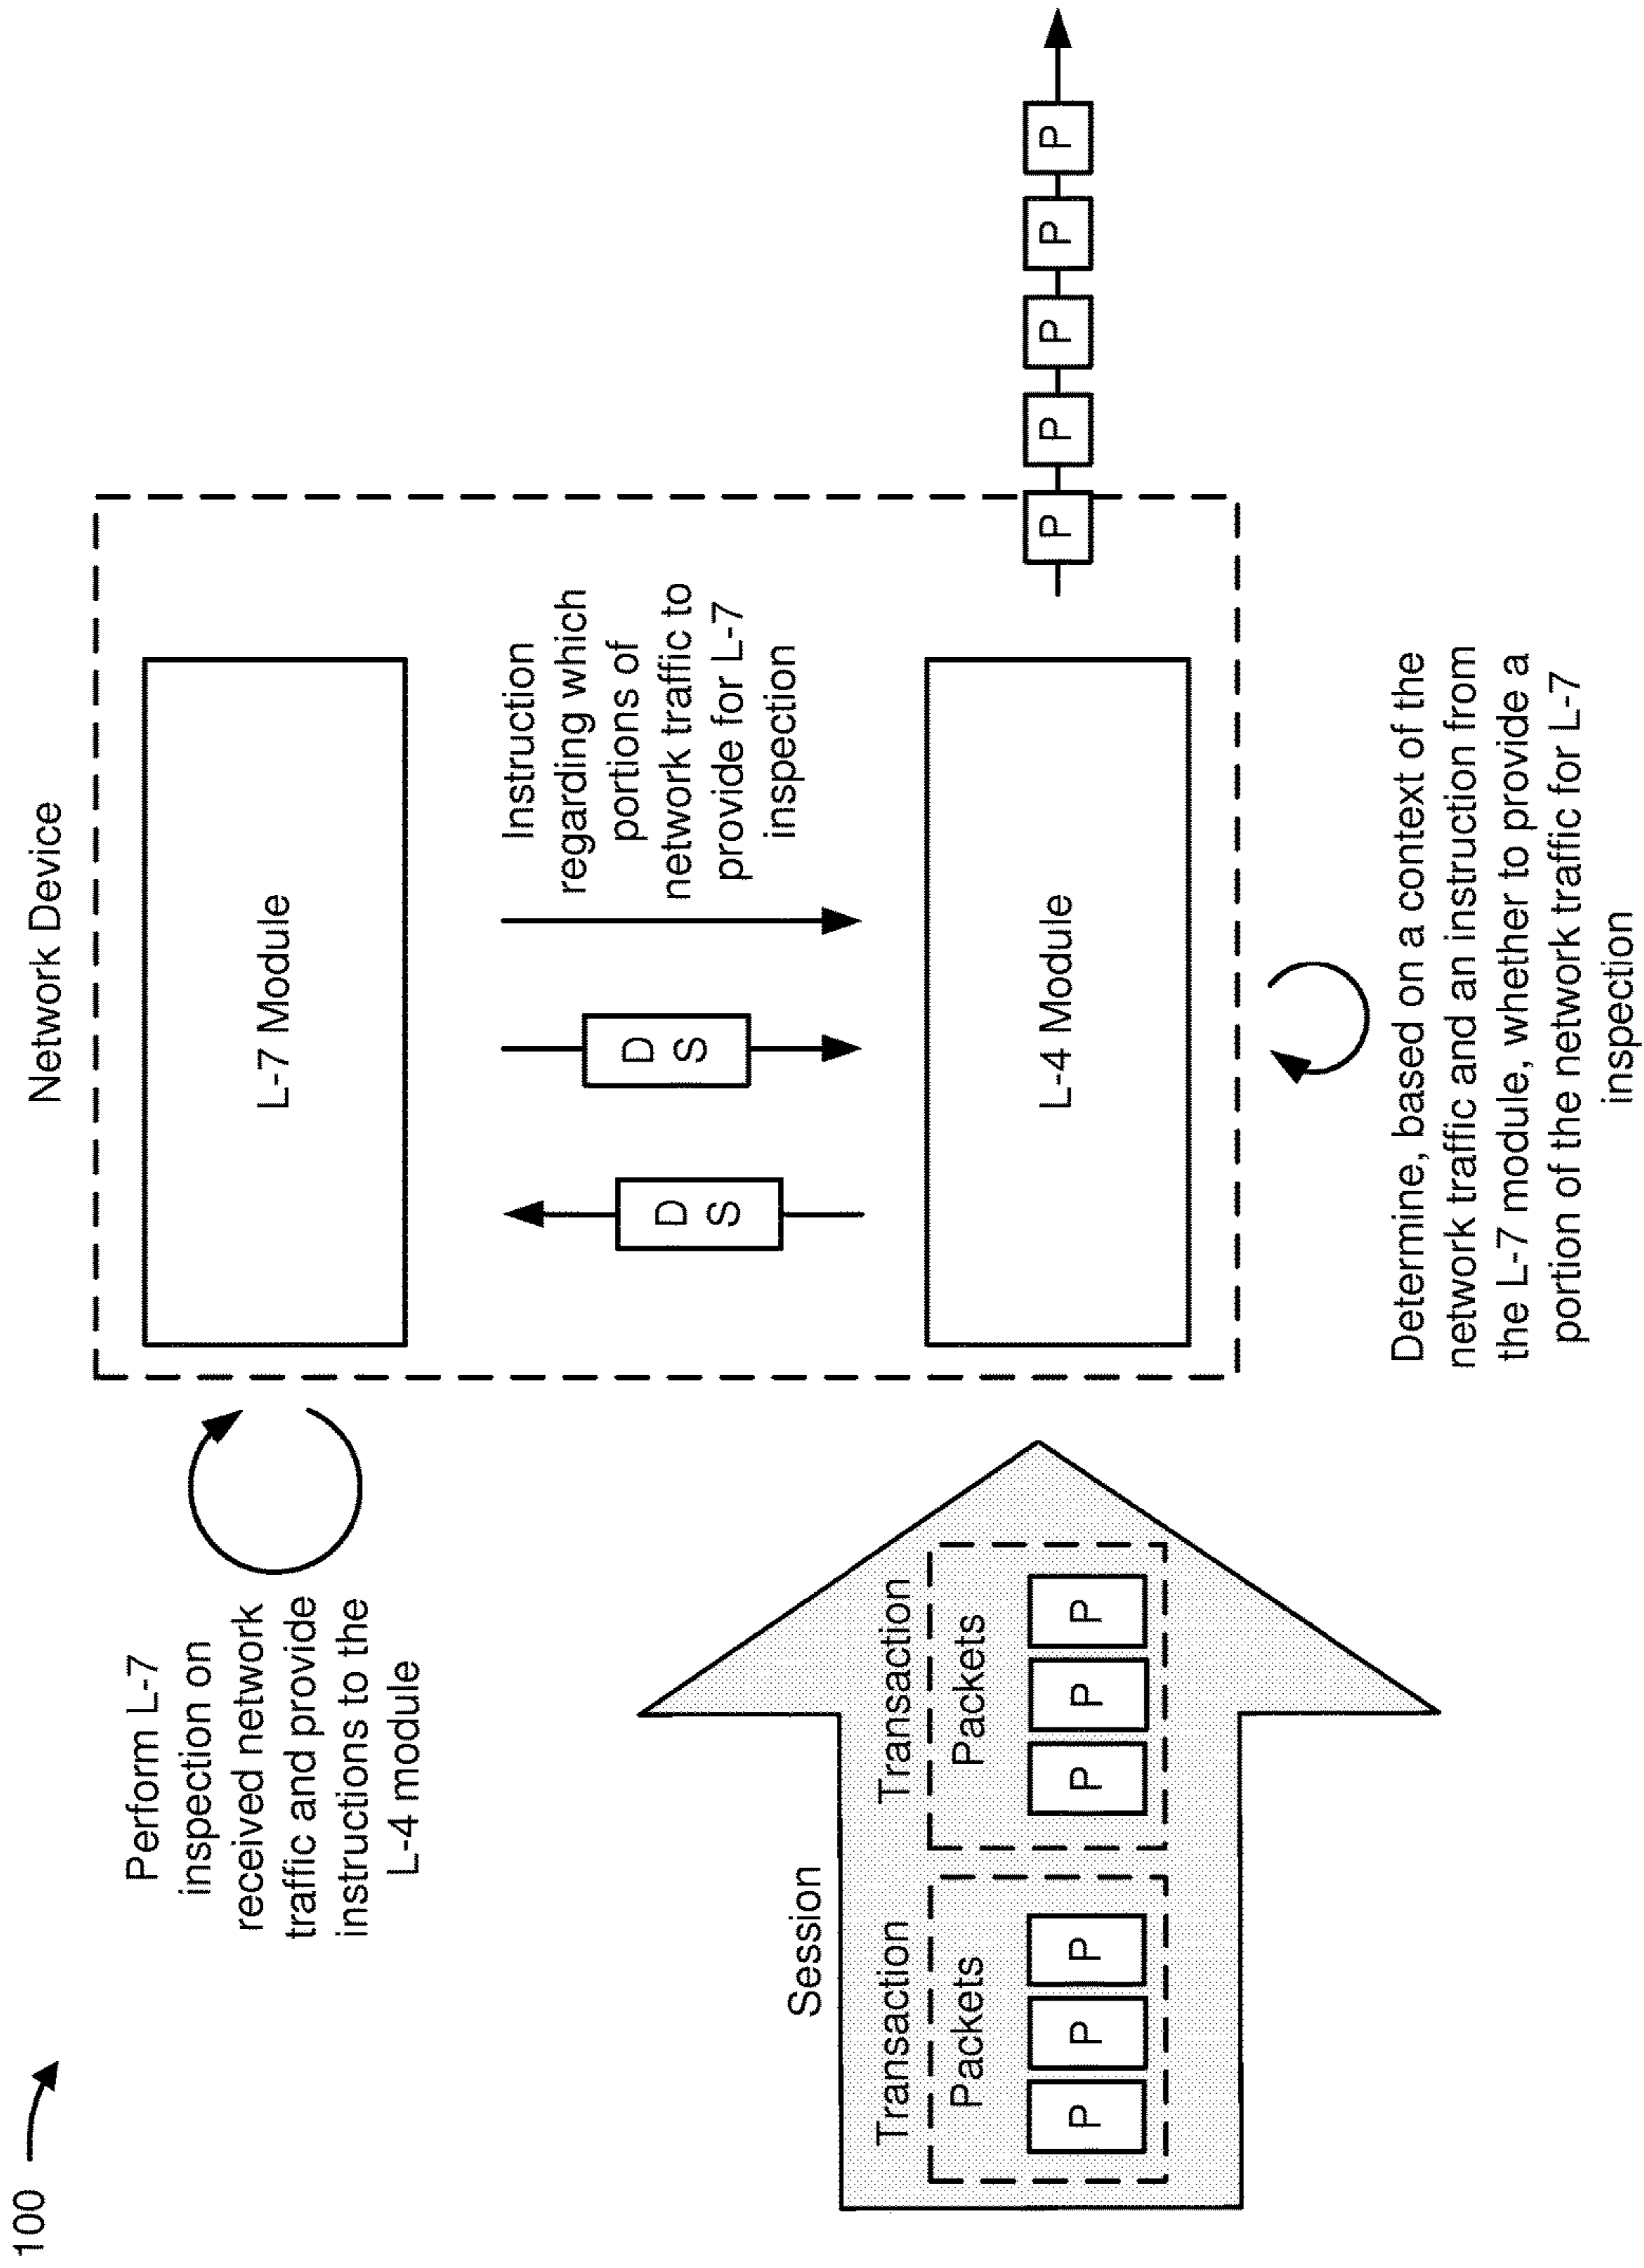 100
Network Device
Perform L-7
inspection on
received network
traffic and provide
instructions to the
L-4 module
L-7 Module
D
S
D
S
Instruction
regarding which
portions of
network traffic to
provide for L-7
inspection
Session
Transaction
Packets
P P P
Transaction
Packets
P P P
L-4 Module
P P P P P
Determine, based on a context of the
network traffic and an instruction from
the L-7 module, whether to provide a
portion of the network traffic for L-7
inspection